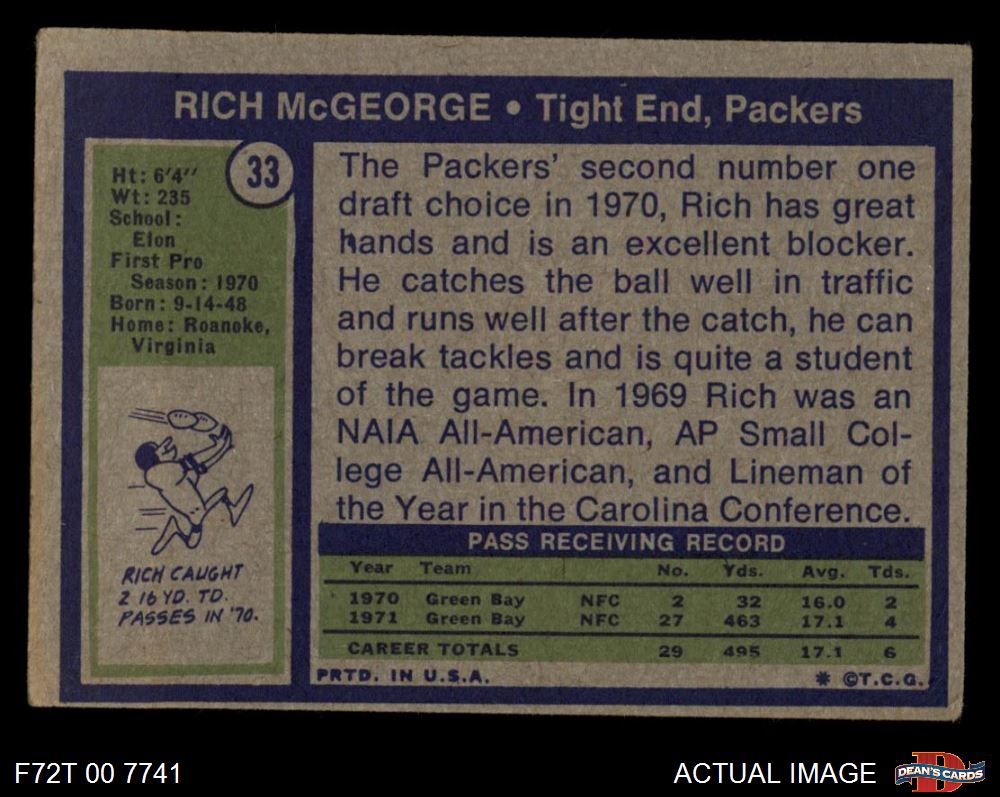 RICH McGEORGE • Tight End, Packers
33
Ht: 6'4''
Wt: 235
School:
Elon
First Pro
Season: 1970
Born: 9-14-48
Home: Roanoke,
Virginia
RICH CAUGHT
2 16 YD. TD.
PASSES IN '70.
The Packers' second number one
draft choice in 1970, Rich has great
hands and is an excellent blocker.
He catches the ball well in traffic
and runs well after the catch, he can
break tackles and is quite a student
of the game. In 1969 Rich was an
NAIA All-American, AP Small Col-
lege All-American, and Lineman of
the Year in the Carolina Conference.
PASS RECEIVING RECORD
Year Team No. Yds. Avg. Tds.
1970 Green Bay NFC 2 32 16.0 2
1971 Green Bay NFC 27 463 17.1 4
CAREER TOTALS 29 495 17.1 6
PRTD. IN U.S.A. * ©T.C.G.
F72T 00 7741
ACTUAL IMAGE
D
DEAN'S CARDS